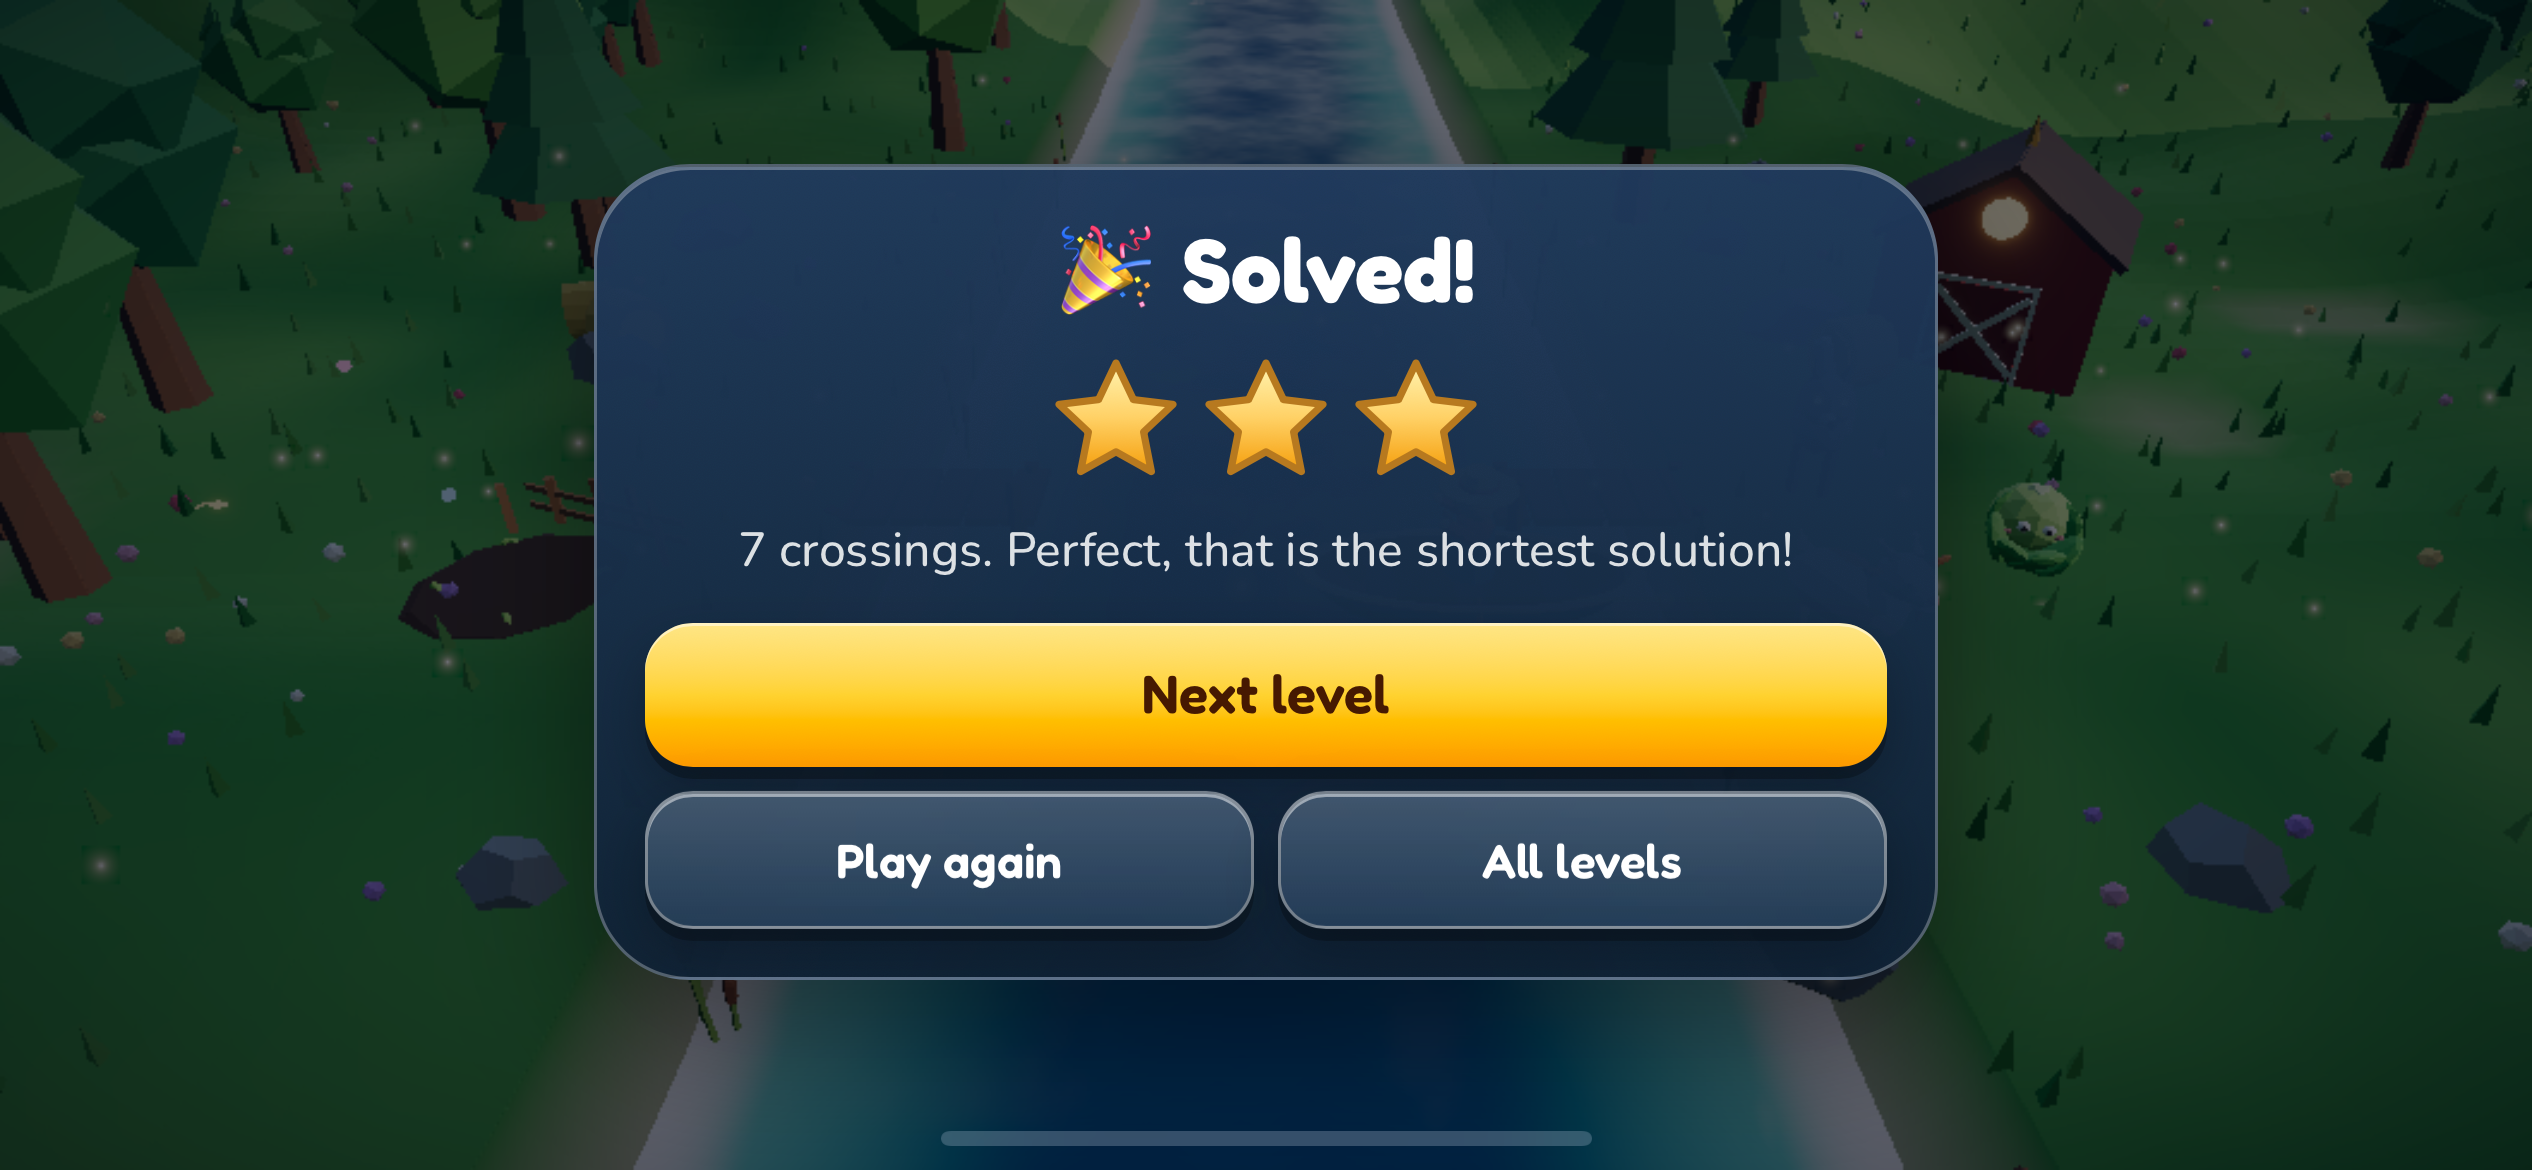 🎉 Solved!
7 crossings. Perfect, that is the shortest solution!
Next level
Play again
All levels